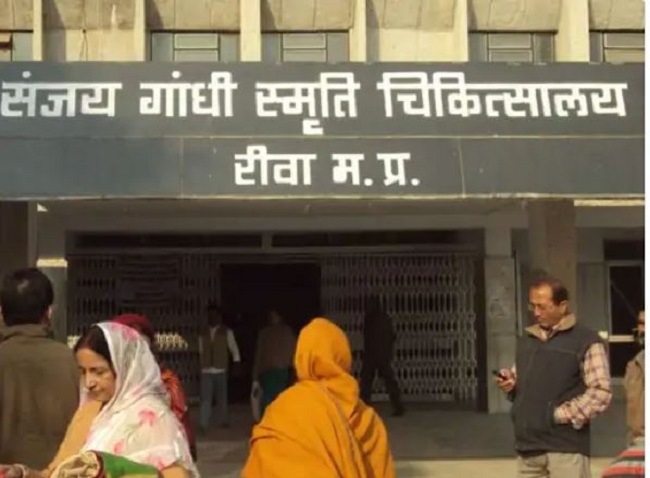 संजय गांधी स्मृति चिकित्सालय
रीवा म.प्र.